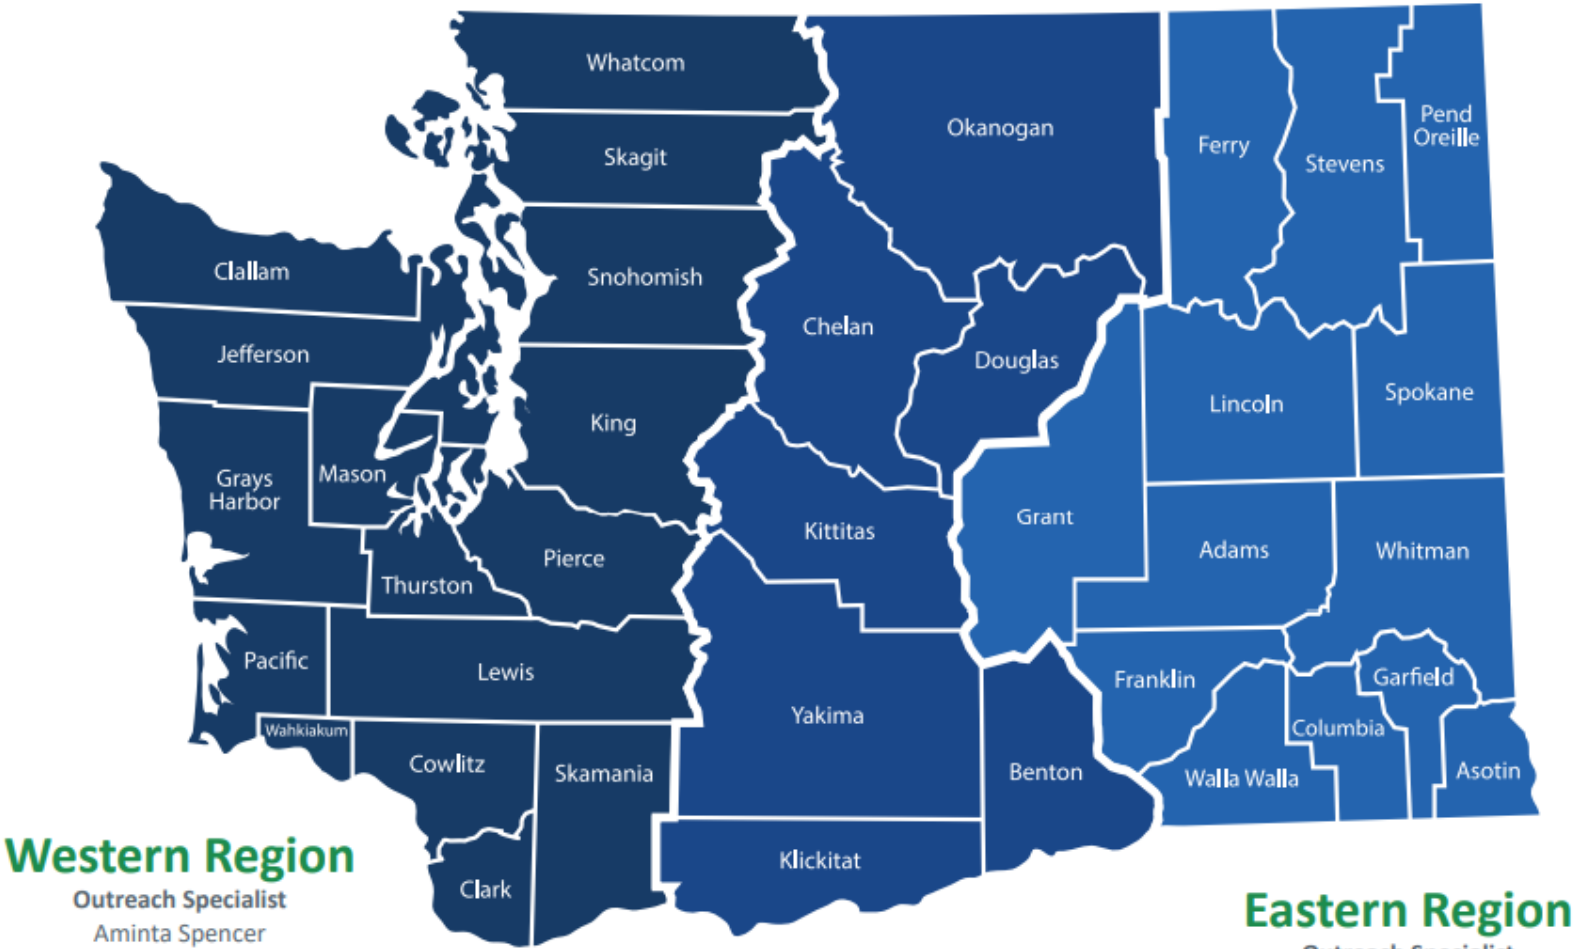 Whatcom
Skagit
Snohomish
King
Pierce
Clallam
Jefferson
Grays
Harbor
Mason
Thurston
Pacific
Lewis
Wahkiakum
Cowlitz
Skamania
Clark
Okanogan
Chelan
Douglas
Kittitas
Yakima
Klickitat
Benton
Ferry
Stevens
Pend
Oreille
Lincoln
Spokane
Grant
Adams
Whitman
Franklin
Garfield
Columbia
Walla Walla
Asotin
Western Region
Outreach Specialist
Aminta Spencer
Eastern Region
Outreach Specialist